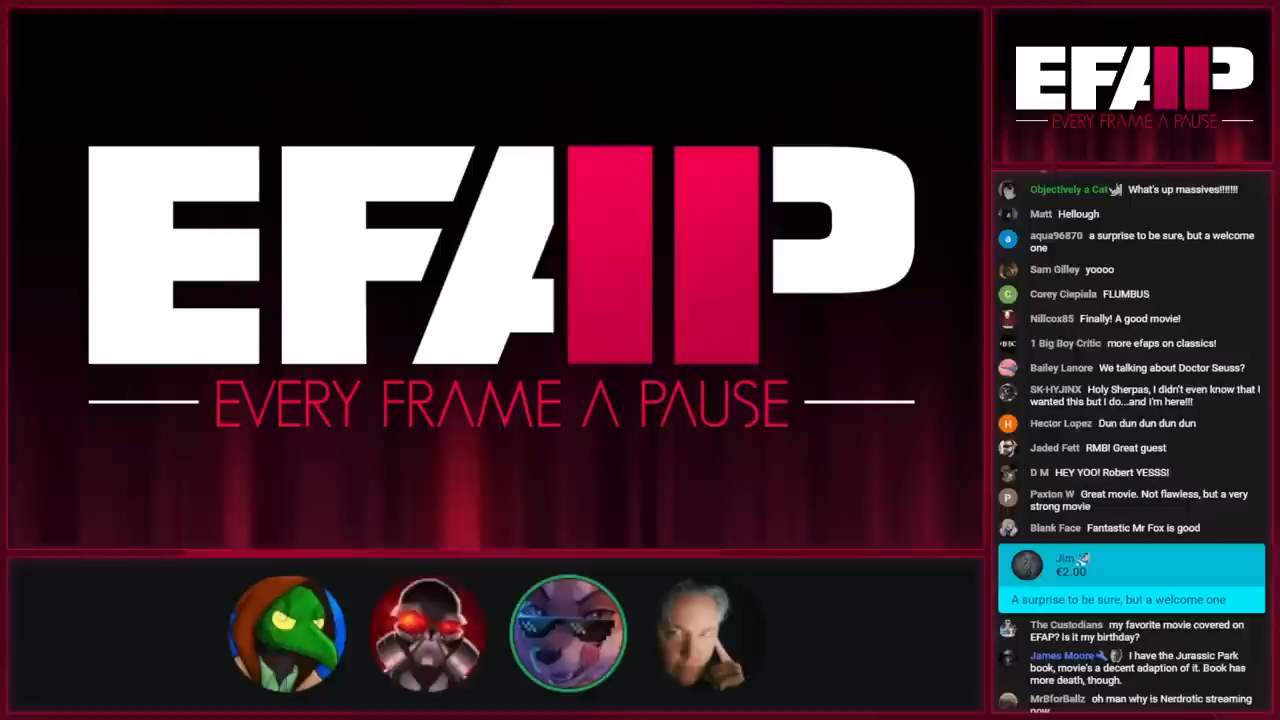 EFAP
EVERY FRAME A PAUSE
EFAP
EVERY FRAME A PAUSE
Objectively a Cat What's up massives!!!!!!!
Matt Hellough
aqua96870 a surprise to be sure, but a welcome
one
Sam Gilley yoooo
Corey Ciepiala FLUMBUS
Nillcox85 Finally! A good movie!
1 Big Boy Critic more efaps on classics!
Bailey Lanore We talking about Doctor Seuss?
SK-HYJINX Holy Sherpas, I didn't even know that I
wanted this but I do...and I'm here!!!
Hector Lopez Dun dun dun dun dun
Jaded Fett RMB! Great guest
D M HEY YOO! Robert YESSS!
Paxton W Great movie. Not flawless, but a very
strong movie
Blank Face Fantastic Mr Fox is good
Jim
€2.00
A surprise to be sure, but a welcome one
The Custodians my favorite movie covered on
EFAP? Is it my birthday?
James Moore I have the Jurassic Park
book, movie's a decent adaption of it. Book has
more death, though.
MrBforBallz oh man why is Nerdrotic streaming
now